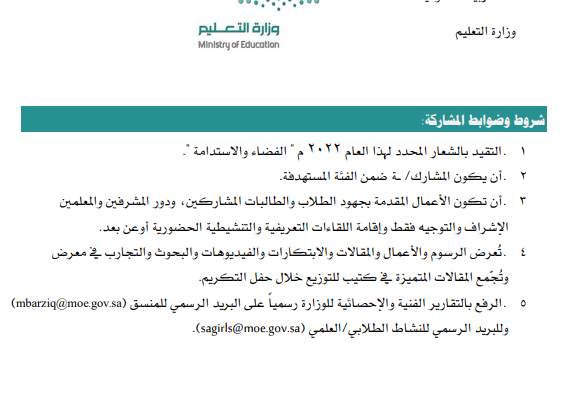 وزارة التعليم
وزارة التعليم
Ministry of Education
شروط وضوابط المشاركة:
١ .التقيد بالشعار المحدد لهذا العام ٢٠٢٢ م " الفضاء والاستدامة ".
٢ .أن يكون المشارك/ ـة ضمن الفئة المستهدفة.
٣ .أن تكون الأعمال المقدمة بجهود الطلاب والطالبات المشاركين، ودور المشرفين والمعلمين
الإشراف والتوجيه فقط وإقامة اللقاءات التعريفية والتنشيطية الحضورية أوعن بعد.
٤ .تُعرض الرسوم والأعمال والمقالات والابتكارات والفيديوهات والبحوث والتجارب في معرض
وتُجمّع المقالات المتميزة في كتيب للتوزيع خلال حفل التكريم.
٥ .الرفع بالتقارير الفنية والإحصائية للوزارة رسمياً على البريد الرسمي للمنسق (mbarziq@moe.gov.sa)
وللبريد الرسمي للنشاط الطلابي/العلمي (sagirls@moe.gov.sa).